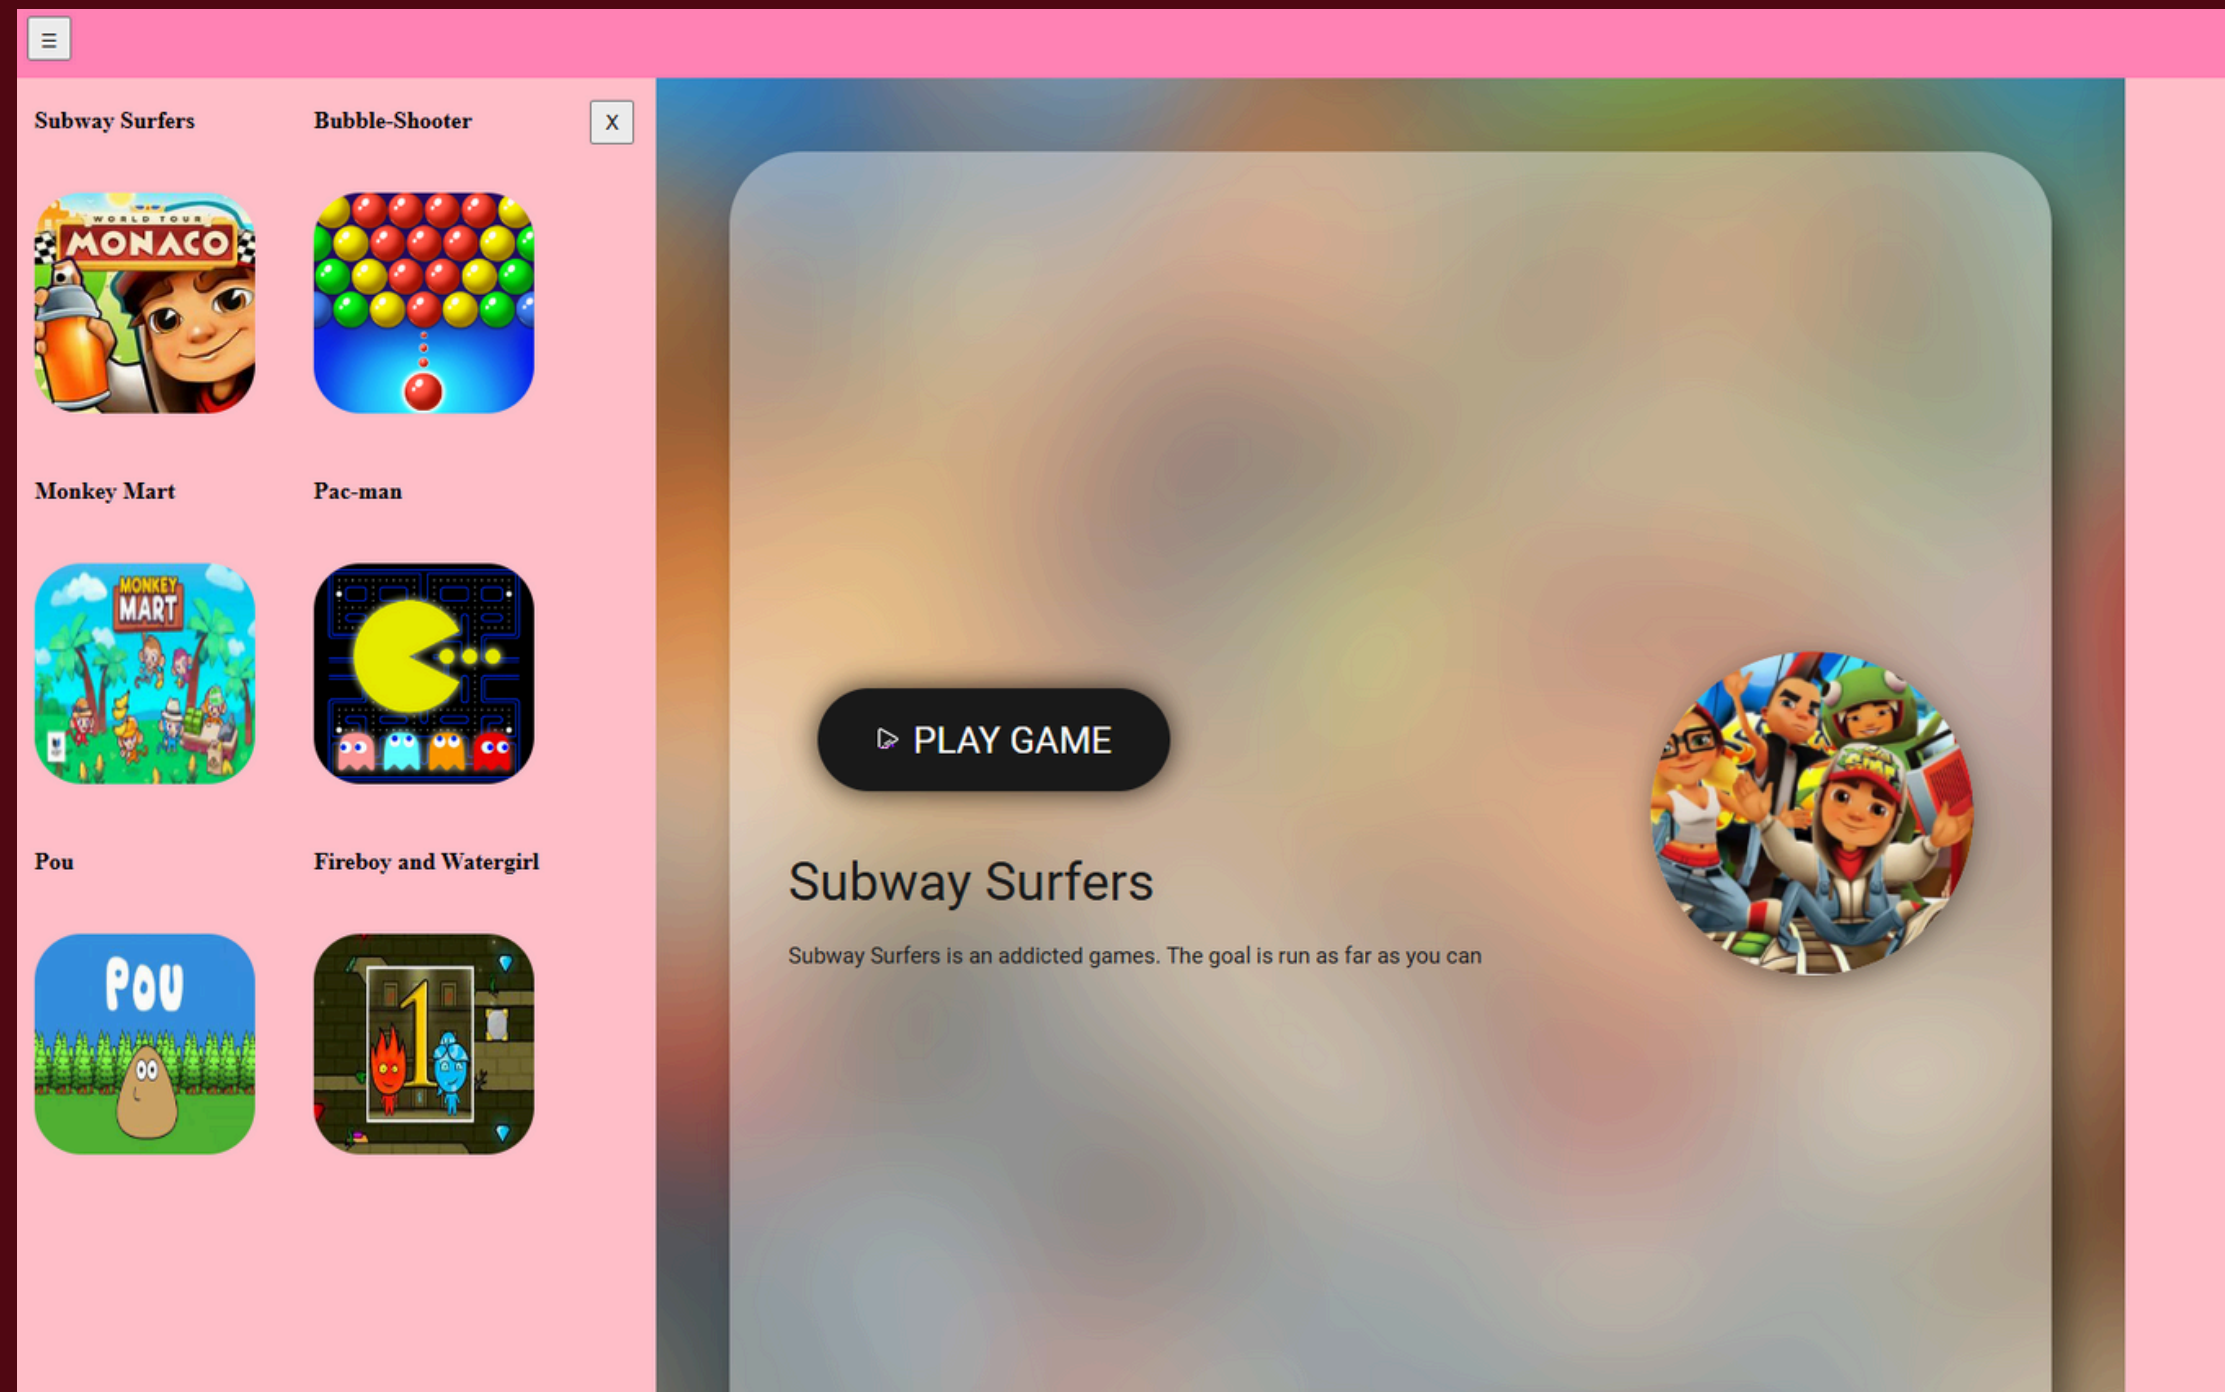 ☰
Subway Surfers
Bubble-Shooter
X
WORLD TOUR
MONACO
Monkey Mart
Pac-man
MONKEY
MART
Pou
Fireboy and Watergirl
POU
1
PLAY GAME
Subway Surfers
Subway Surfers is an addicted games. The goal is run as far as you can